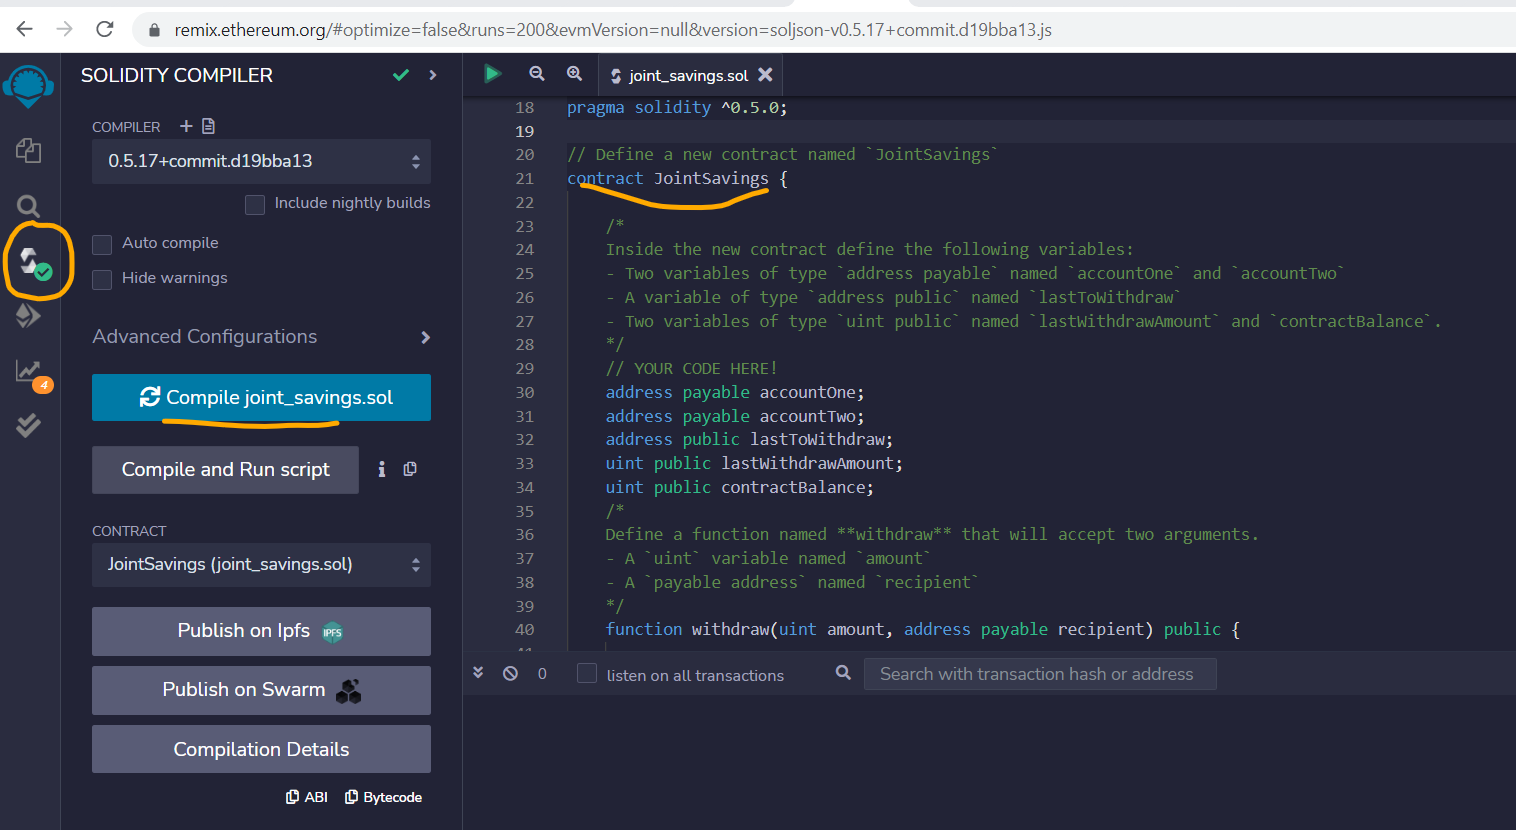 remix.ethereum.org/#optimize=false&runs=200&evmVersion=null&version=soljson-v0.5.17+commit.d19bba13.js
SOLIDITY COMPILER
COMPILER
0.5.17+commit.d19bba13
Include nightly builds
Auto compile
Hide warnings
Advanced Configurations
Compile joint_savings.sol
Compile and Run script
CONTRACT
JointSavings (joint_savings.sol)
Publish on Ipfs IPFS
Publish on Swarm
Compilation Details
ABI Bytecode
4
joint_savings.sol
18 pragma solidity ^0.5.0;
19
20 // Define a new contract named `JointSavings`
21 contract JointSavings {
22
23 /*
24 Inside the new contract define the following variables:
25 - Two variables of type `address payable` named `accountOne` and `accountTwo`
26 - A variable of type `address public` named `lastToWithdraw`
27 - Two variables of type `uint public` named `lastWithdrawAmount` and `contractBalance`.
28 */
29 // YOUR CODE HERE!
30 address payable accountOne;
31 address payable accountTwo;
32 address public lastToWithdraw;
33 uint public lastWithdrawAmount;
34 uint public contractBalance;
35 /*
36 Define a function named **withdraw** that will accept two arguments.
37 - A `uint` variable named `amount`
38 - A `payable address` named `recipient`
39 */
40 function withdraw(uint amount, address payable recipient) public {
0 listen on all transactions Search with transaction hash or address